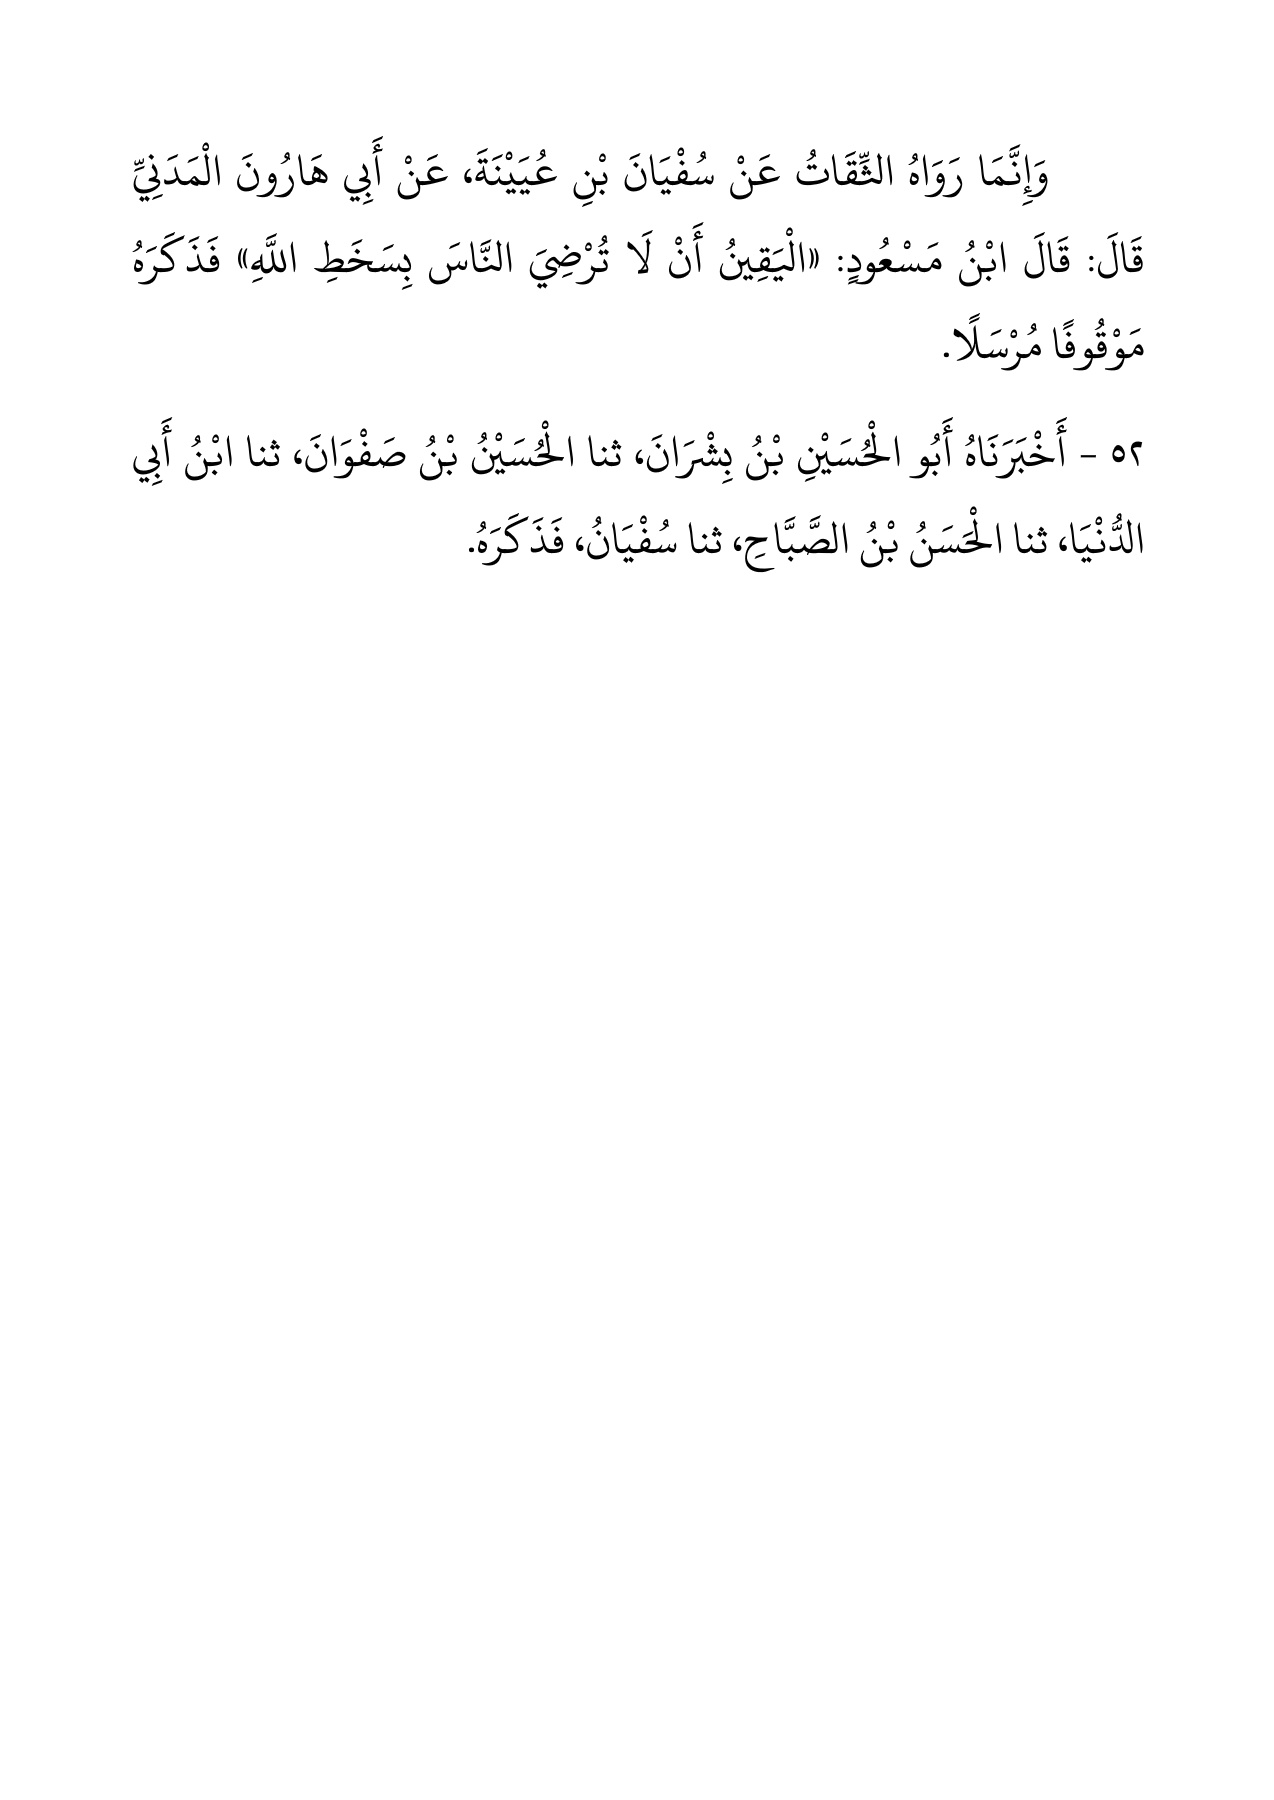 وَإِنَّمَا رَوَاهُ الثِّقَاتُ عَنْ سُفْيَانَ بْنِ عُيَيْنَةَ، عَنْ أَبِي هَارُونَ الْمَدَنِيِّ
قَالَ: قَالَ ابْنُ مَسْعُودٍ: «الْيَقِينُ أَنْ لَا تُرْضِيَ النَّاسَ بِسَخَطِ اللَّهِ» فَذَكَرَهُ
مَوْقُوفًا مُرْسَلًا.
٥٢ - أَخْبَرَنَاهُ أَبُو الْحُسَيْنِ بْنُ بِشْرَانَ، ثنا الْحُسَيْنُ بْنُ صَفْوَانَ، ثنا ابْنُ أَبِي
الدُّنْيَا، ثنا الْحَسَنُ بْنُ الصَّبَّاحِ، ثنا سُفْيَانُ، فَذَكَرَهُ.